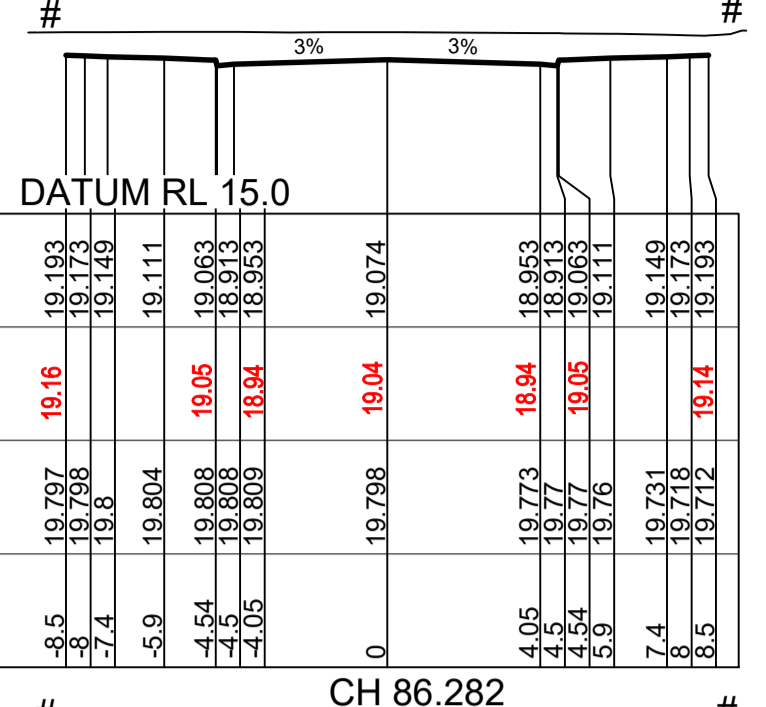 # #
3% 3%
DATUM RL 15.0
19.193 19.173 19.149 19.111 19.063 18.913 18.953 19.074 18.953 18.913 19.063 19.111 19.149 19.173 19.193
19.16 19.05 18.94 19.04 18.94 19.05 19.14
19.797 19.798 19.8 19.804 19.808 19.808 19.809 19.798 19.773 19.77 19.77 19.76 19.731 19.718 19.712
-8.5 -8 -7.4 -5.9 -4.54 -4.5 -4.05 0 4.05 4.5 4.54 5.9 7.4 8 8.5
CH 86.282
# #